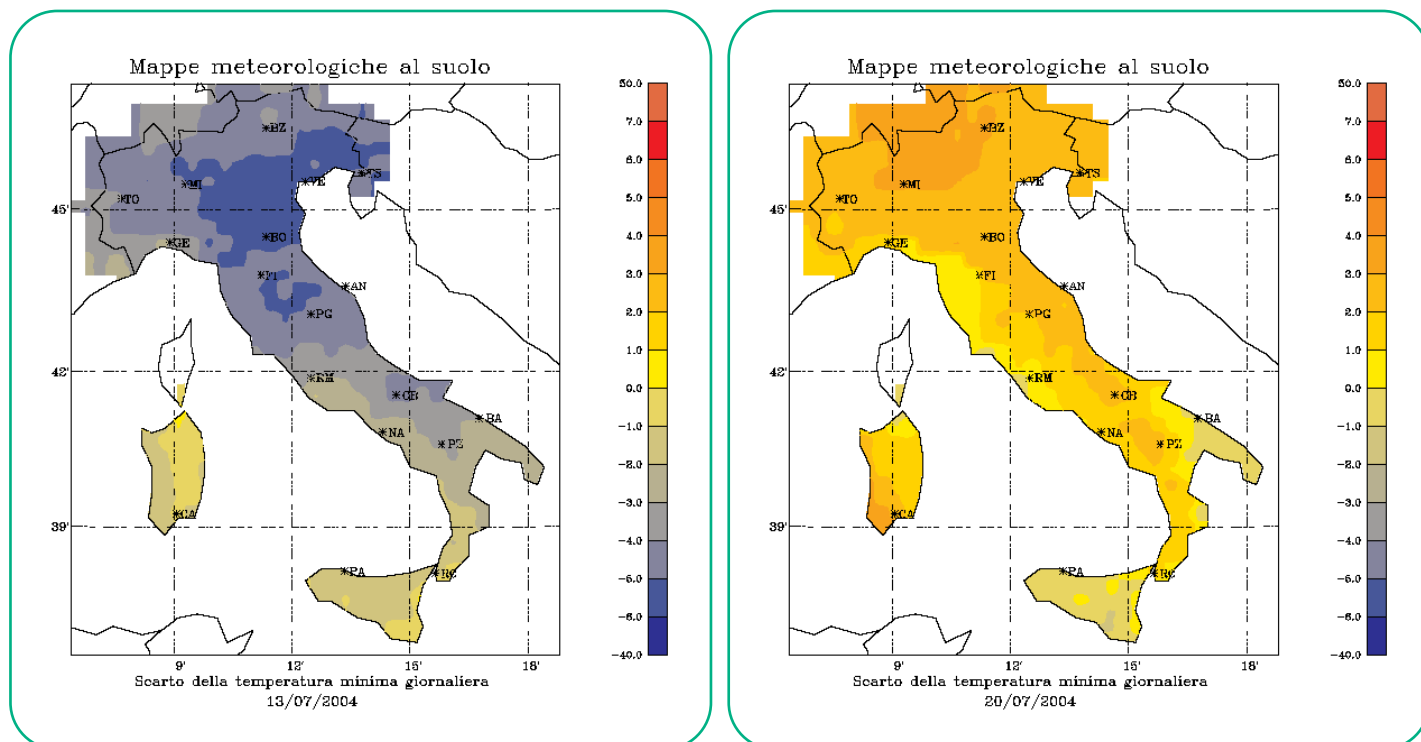 Mappe meteorologiche al suolo
50.0
7.0
6.0
5.0
4.0
3.0
2.0
1.0
0.0
-1.0
-2.0
-3.0
-4.0
-5.0
-6.0
-40.0
BZ
MI
VE
TS
TO
45'
GE
BO
FI
AN
PG
42'
RM
CB
BA
NA
PZ
CA
39'
PA
RC
9' 12' 15' 18'
Scarto della temperatura minima giornaliera
13/07/2004
Mappe meteorologiche al suolo
50.0
7.0
6.0
5.0
4.0
3.0
2.0
1.0
0.0
-1.0
-2.0
-3.0
-4.0
-5.0
-6.0
-40.0
BZ
MI
VE
TS
TO
45'
GE
BO
FI
AN
PG
42'
RM
CB
BA
NA
PZ
CA
39'
PA
RC
9' 12' 15' 18'
Scarto della temperatura minima giornaliera
20/07/2004